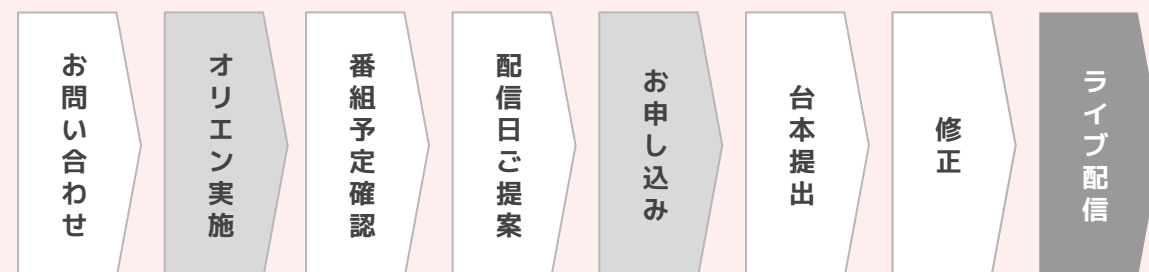 お問い合わせ
オリエン実施
番組予定確認
配信日ご提案
お申し込み
台本提出
修正
ライブ配信